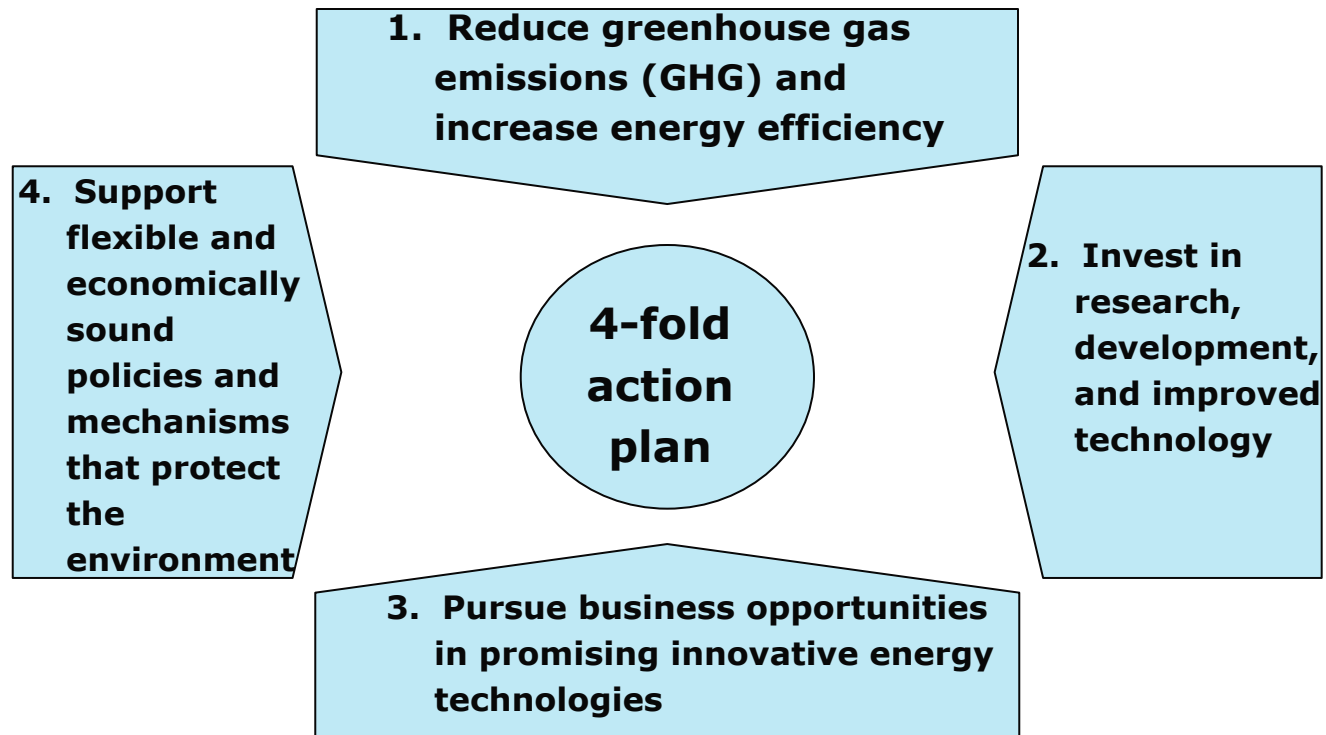 1. Reduce greenhouse gas
emissions (GHG) and
increase energy efficiency
4. Support
flexible and
economically
sound
policies and
mechanisms
that protect
the
environment
4-fold
action
plan
2. Invest in
research,
development,
and improved
technology
3. Pursue business opportunities
in promising innovative energy
technologies